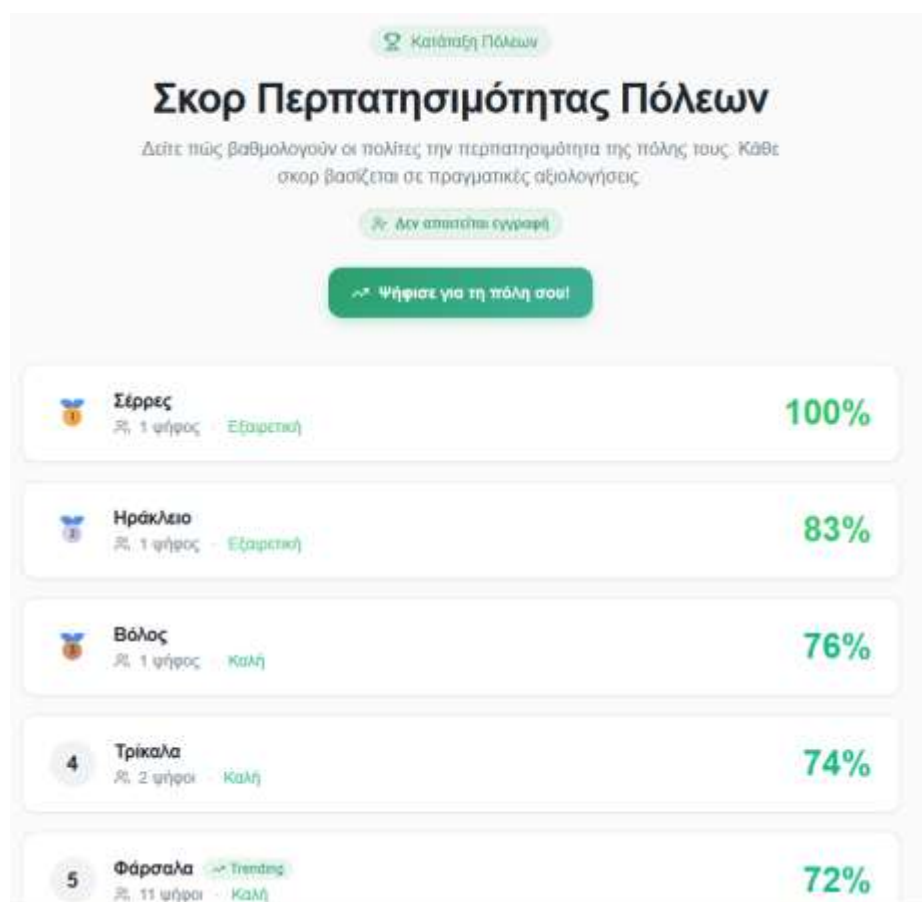 Κατάταξη Πόλεων
Σκορ Περπατησιμότητας Πόλεων
Δείτε πώς βαθμολογούν οι πολίτες την περπατησιμότητα της πόλης τους. Κάθε
σκορ βασίζεται σε πραγματικές αξιολογήσεις
Δεν απαιτείται εγγραφή
Ψήφισε για τη πόλη σου!
1
Σέρρες
1 ψήφος · Εξαιρετική
100%
2
Ηράκλειο
1 ψήφος · Εξαιρετική
83%
3
Βόλος
1 ψήφος · Καλή
76%
4
Τρίκαλα
2 ψήφοι · Καλή
74%
5
Φάρσαλα Trending
11 ψήφοι · Καλή
72%